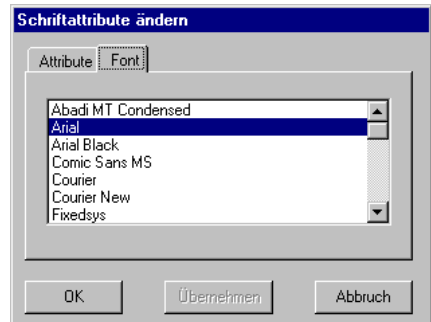 Schriftattribute ändern
Attribute Font
Abadi MT Condensed
Arial
Arial Black
Comic Sans MS
Courier
Courier New
Fixedsys
OK Übernehmen Abbruch